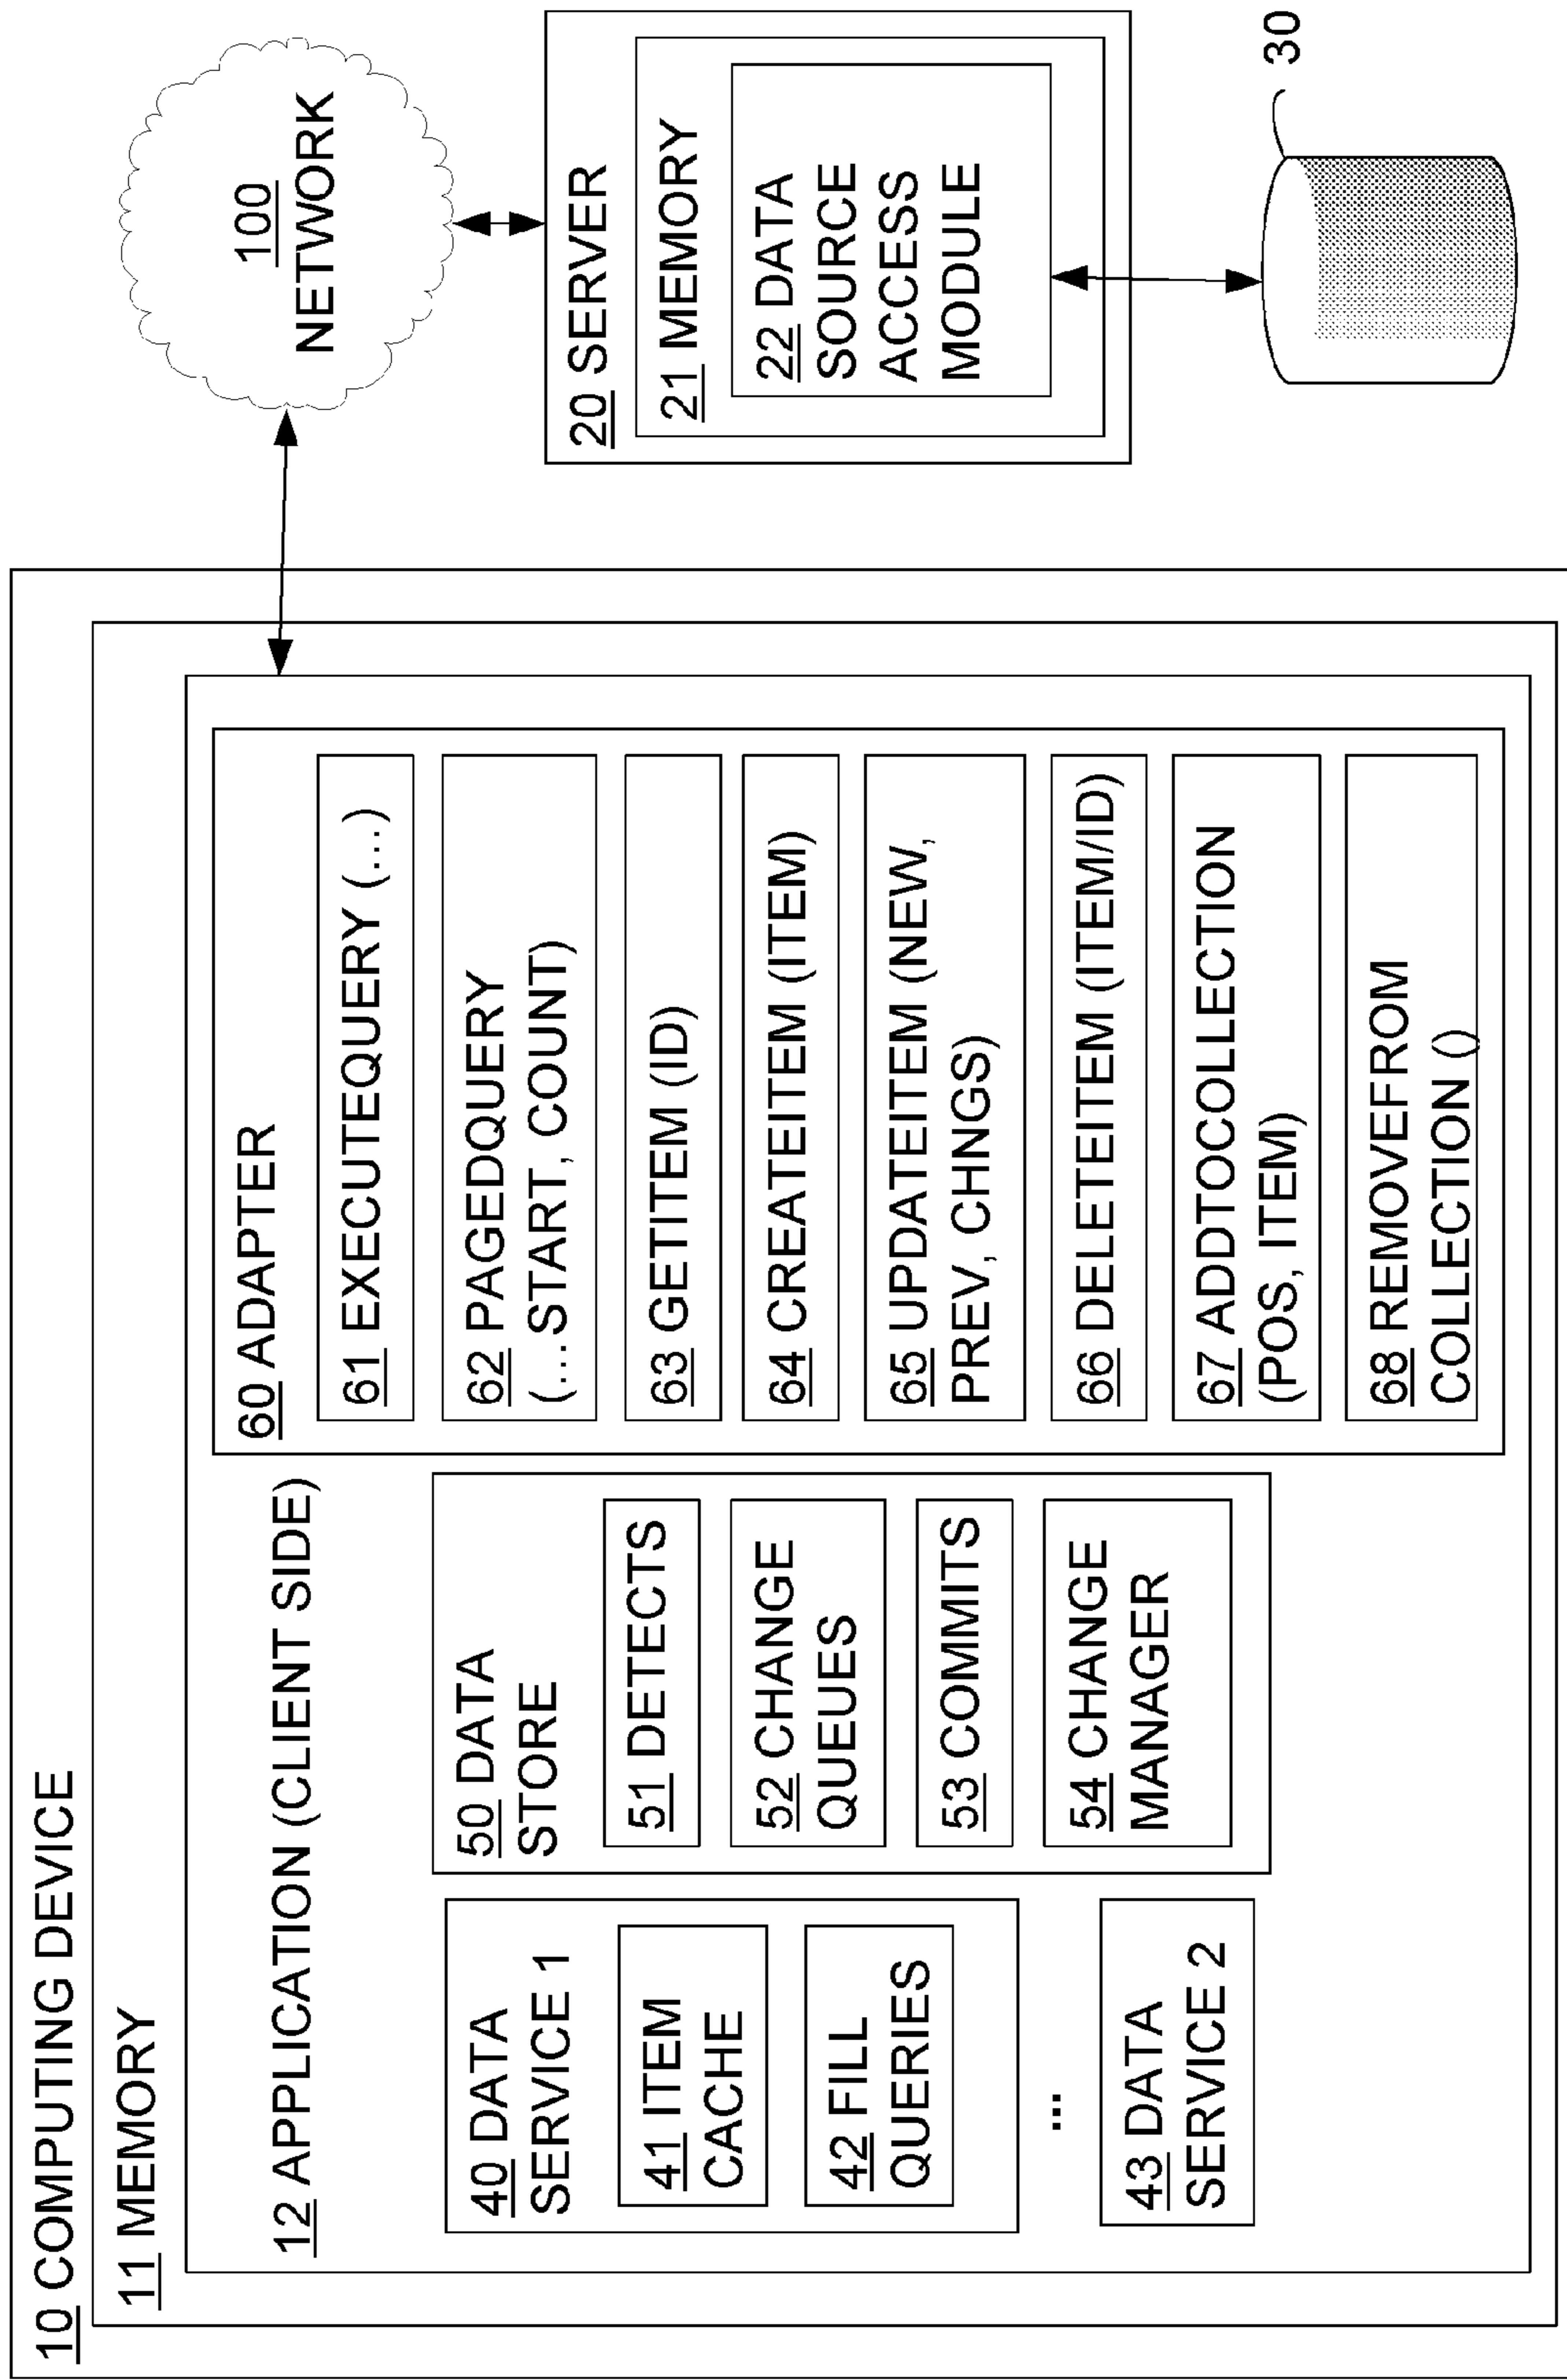 10 COMPUTING DEVICE
11 MEMORY
12 APPLICATION (CLIENT SIDE)
40 DATA
SERVICE 1
41 ITEM
CACHE
42 FILL
QUERIES
...
43 DATA
SERVICE 2
50 DATA
STORE
51 DETECTS
52 CHANGE
QUEUES
53 COMMITS
54 CHANGE
MANAGER
60 ADAPTER
61 EXECUTEQUERY (...)
62 PAGEDQUERY
(...START, COUNT)
63 GETITEM (ID)
64 CREATEITEM (ITEM)
65 UPDATEITEM (NEW,
PREV, CHNGS)
66 DELETEITEM (ITEM/ID)
67 ADDTOCOLLECTION
(POS, ITEM)
68 REMOVEFROM
COLLECTION ()
100
NETWORK
20 SERVER
21 MEMORY
22 DATA
SOURCE
ACCESS
MODULE
30